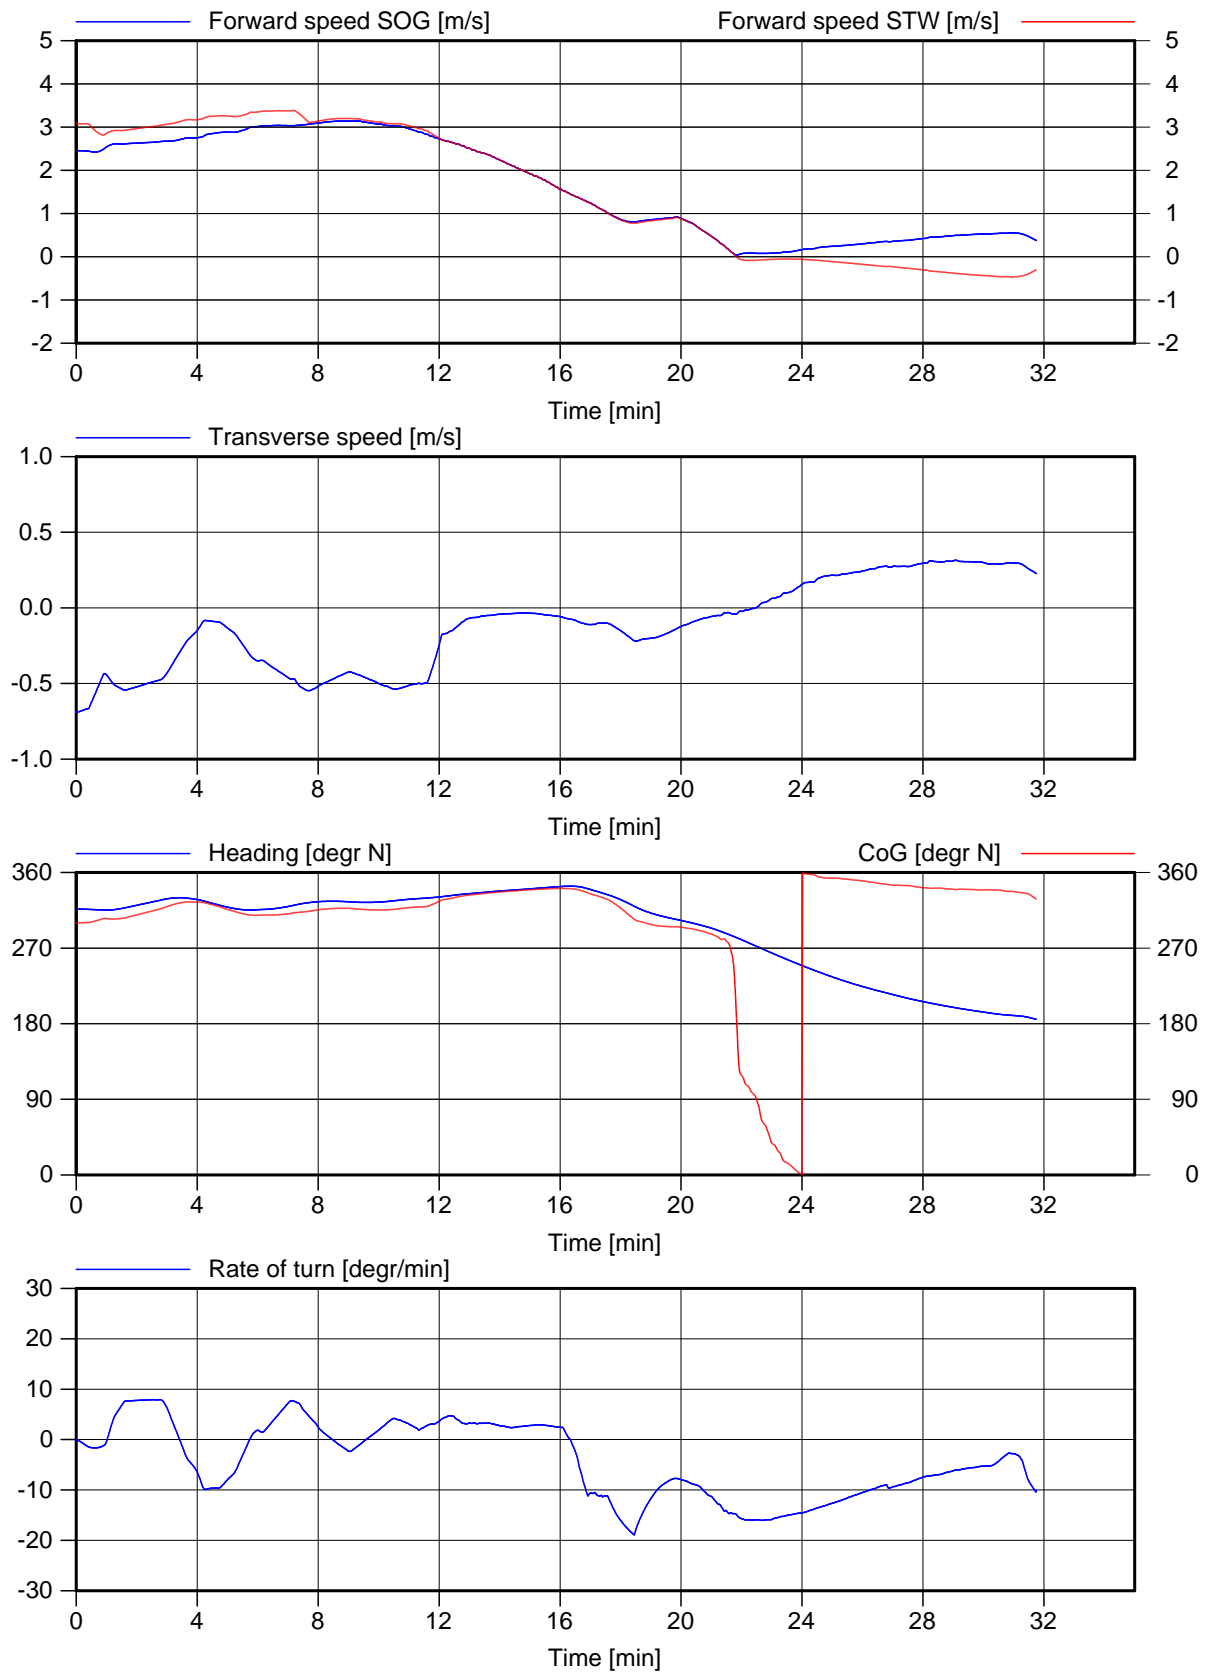 Forward speed SOG [m/s] Forward speed STW [m/s]
5 5
4 4
3 3
2 2
1 1
0 0
-1 -1
-2 -2
0 4 8 12 16 20 24 28 32
Time [min]
Transverse speed [m/s]
1.0
0.5
0.0
-0.5
-1.0
0 4 8 12 16 20 24 28 32
Time [min]
Heading [degr N] CoG [degr N]
360 360
270 270
180 180
90 90
0 0
0 4 8 12 16 20 24 28 32
Time [min]
Rate of turn [degr/min]
30
20
10
0
-10
-20
-30
0 4 8 12 16 20 24 28 32
Time [min]